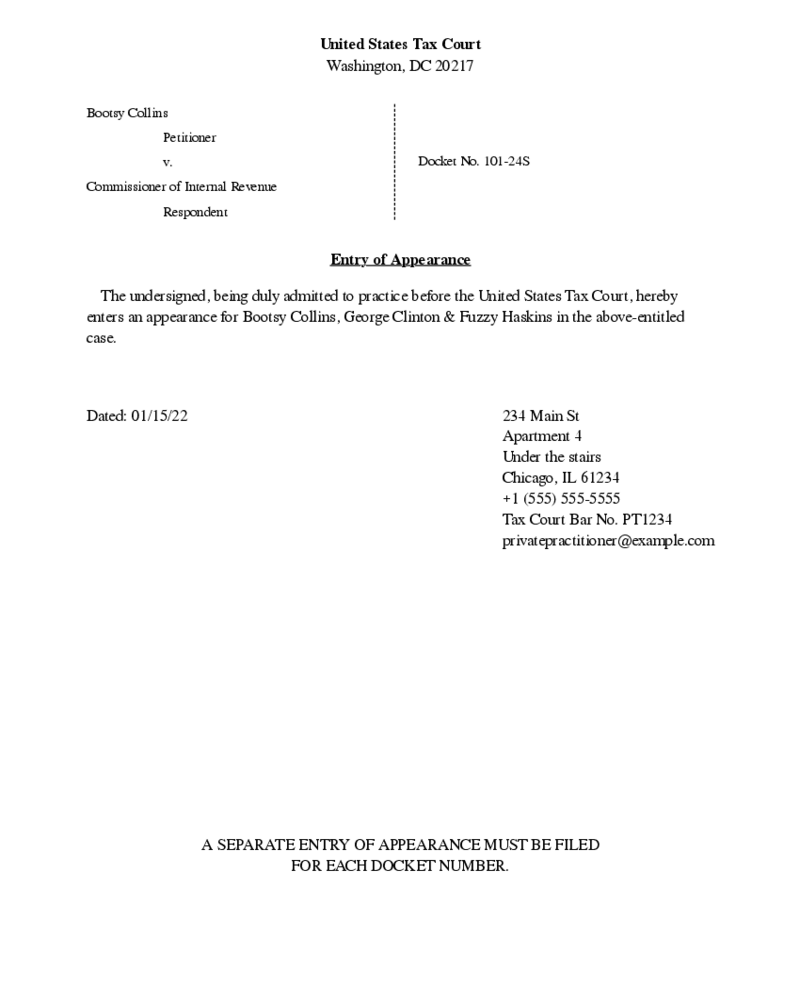 United States Tax Court
Washington, DC 20217
Bootsy Collins
Petitioner
v.
Commissioner of Internal Revenue
Respondent
Docket No. 101-24S
Entry of Appearance
The undersigned, being duly admitted to practice before the United States Tax Court, hereby
enters an appearance for Bootsy Collins, George Clinton & Fuzzy Haskins in the above-entitled
case.
Dated: 01/15/22
234 Main St
Apartment 4
Under the stairs
Chicago, IL 61234
+1 (555) 555-5555
Tax Court Bar No. PT1234
privatepractitioner@example.com
A SEPARATE ENTRY OF APPEARANCE MUST BE FILED
FOR EACH DOCKET NUMBER.